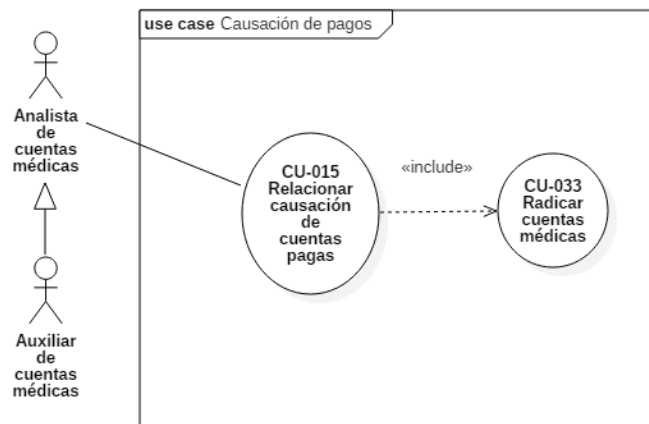 use case Causación de pagos
Analista
de
cuentas
médicas
CU-015
Relacionar
causación
de
cuentas
pagas
«include»
CU-033
Radicar
cuentas
médicas
Auxiliar
de
cuentas
médicas